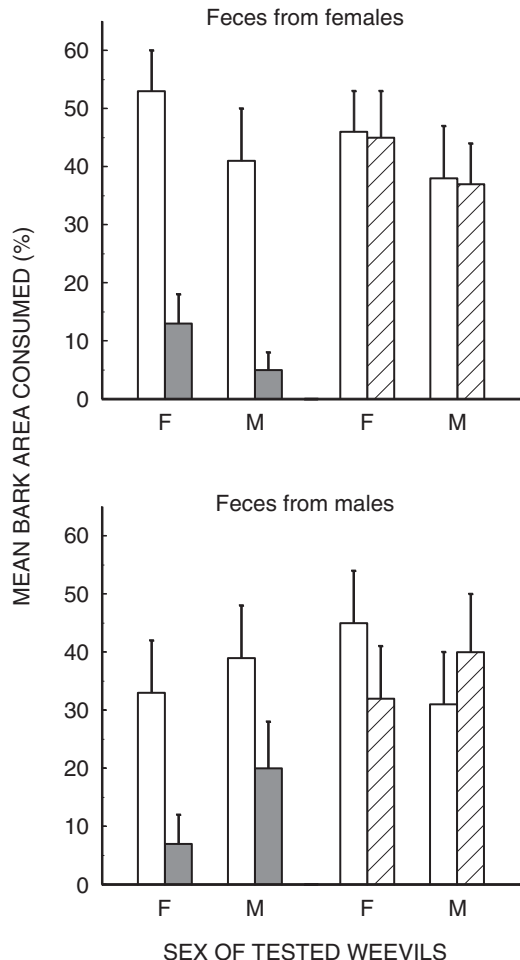 Feces from females
MEAN BARK AREA CONSUMED (%)
60
50
40
30
20
10
0
F M F M
Feces from males
60
50
40
30
20
10
0
F M F M
SEX OF TESTED WEEVILS